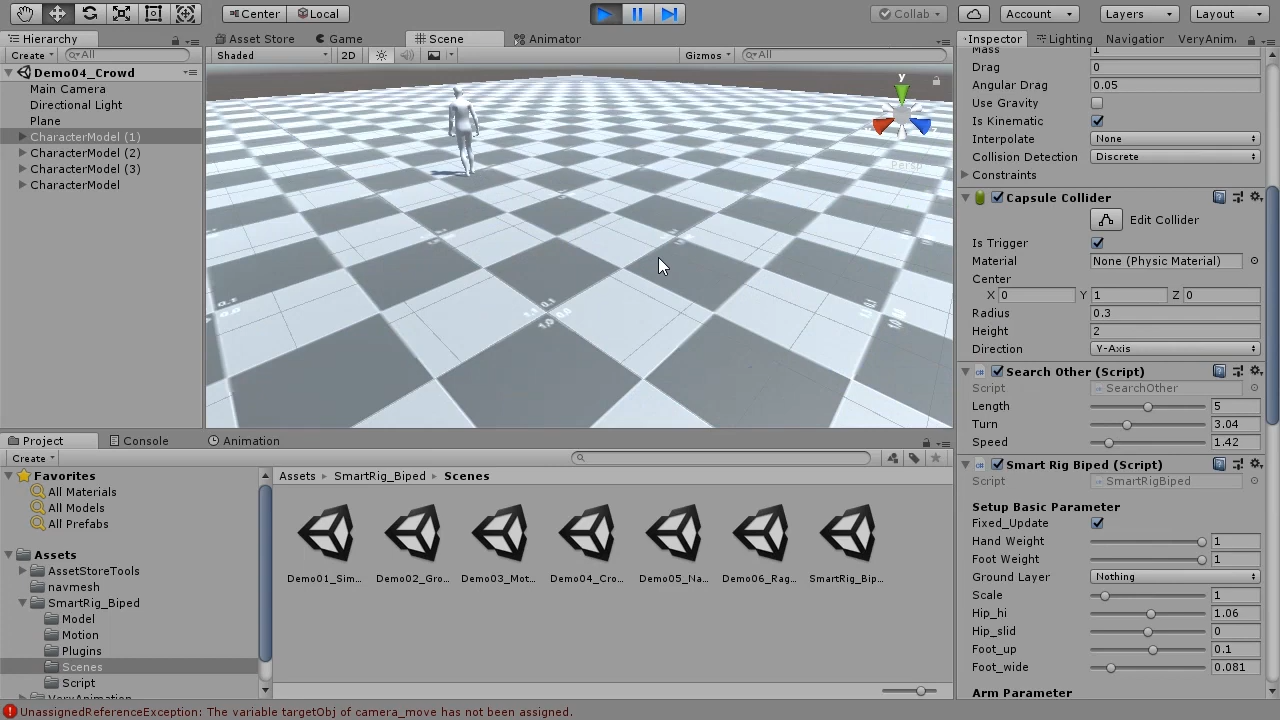 Center Local Collab Account Layers Layout
Hierarchy
Create All
Demo04_Crowd
Main Camera
Directional Light
Plane
CharacterModel (1)
CharacterModel (2)
CharacterModel (3)
CharacterModel
Asset Store Game Scene Animator
Shaded 2D Gizmos All
y
Persp
Inspector Lighting Navigation VeryAnim.
Mass 1
Drag 0
Angular Drag 0.05
Use Gravity
Is Kinematic
Interpolate None
Collision Detection Discrete
Constraints
Capsule Collider
Edit Collider
Is Trigger
Material None (Physic Material)
Center
X 0 Y 1 Z 0
Radius 0.3
Height 2
Direction Y-Axis
Search Other (Script)
Script SearchOther
Length 5
Turn 3.04
Speed 1.42
Smart Rig Biped (Script)
Script SmartRigBiped
Setup Basic Parameter
Fixed_Update
Hand Weight 1
Foot Weight 1
Ground Layer Nothing
Scale 1
Hip_hi 1.06
Hip_slid 0
Foot_up 0.1
Foot_wide 0.081
Arm Parameter
Project Console Animation
Create
Favorites
All Materials
All Models
All Prefabs
Assets
AssetStoreTools
navmesh
SmartRig_Biped
Model
Motion
Plugins
Scenes
Script
VeryAnimation
Assets SmartRig_Biped Scenes
Demo01_Sim... Demo02_Gro... Demo03_Mot... Demo04_Cro... Demo05_Na... Demo06_Rag... SmartRig_Bip...
UnassignedReferenceException: The variable targetObj of camera_move has not been assigned.